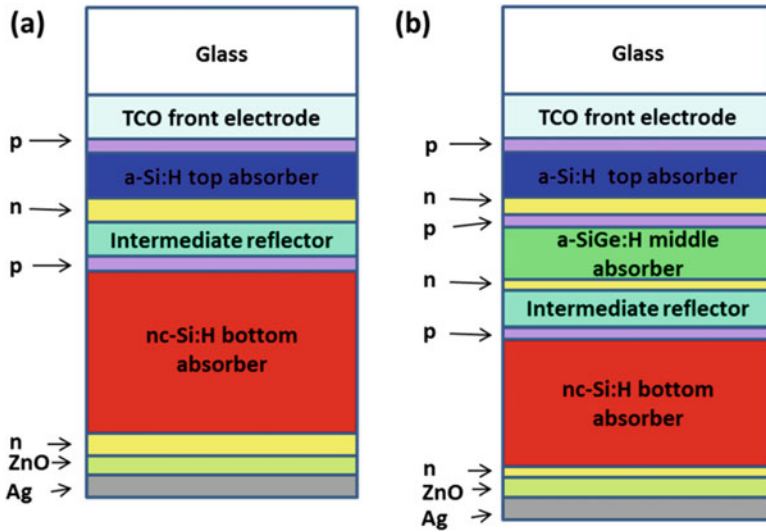 (a)
Glass
TCO front electrode
p
a-Si:H top absorber
n
Intermediate reflector
p
nc-Si:H bottom
absorber
n
ZnO
Ag
(b)
Glass
TCO front electrode
p
a-Si:H top absorber
n
p
a-SiGe:H middle
absorber
n
Intermediate reflector
p
nc-Si:H bottom
absorber
n
ZnO
Ag